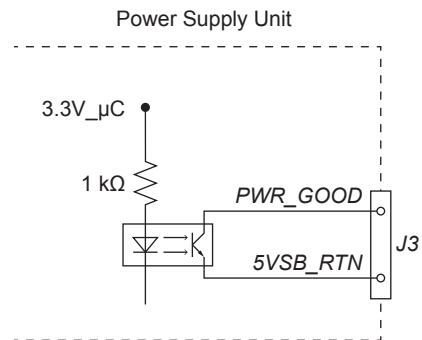 Power Supply Unit
3.3V_µC
1 kΩ
PWR_GOOD
5VSB_RTN
J3